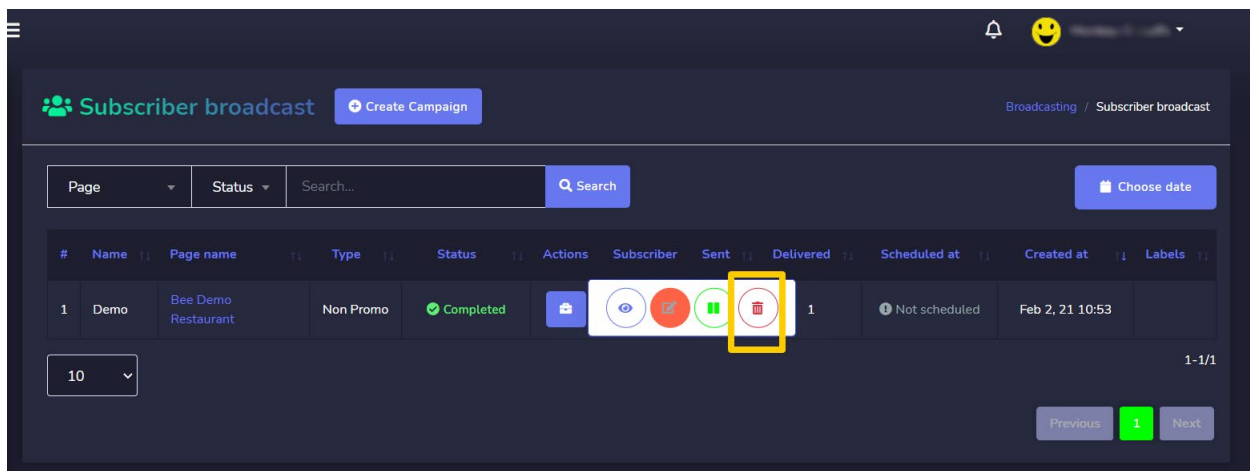 Subscriber broadcast Create Campaign Broadcasting / Subscriber broadcast
Page Status Search... Search Choose date
# Name Page name Type Status Actions Subscriber Sent Delivered Scheduled at Created at Labels
1 Demo Bee Demo Restaurant Non Promo Completed 1 Not scheduled Feb 2, 21 10:53
10 1-1/1
Previous 1 Next